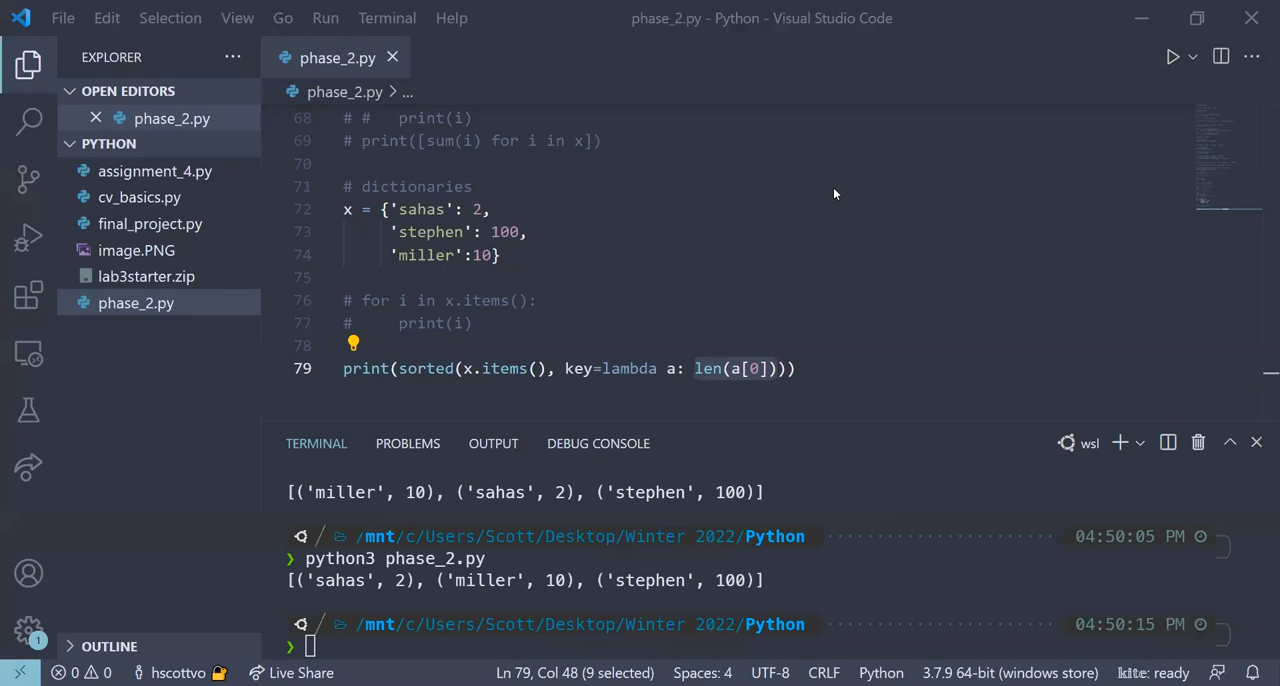 File Edit Selection View Go Run Terminal Help phase_2.py - Python - Visual Studio Code
EXPLORER
OPEN EDITORS
phase_2.py
PYTHON
assignment_4.py
cv_basics.py
final_project.py
image.PNG
lab3starter.zip
phase_2.py
OUTLINE
phase_2.py
phase_2.py > ...
68 # #   print(i)
69 # print([sum(i) for i in x])
70
71 # dictionaries
72 x = {'sahas': 2,
73      'stephen': 100,
74      'miller':10}
75
76 # for i in x.items():
77 #     print(i)
78
79 print(sorted(x.items(), key=lambda a: len(a[0])))
TERMINAL PROBLEMS OUTPUT DEBUG CONSOLE wsl
[('miller', 10), ('sahas', 2), ('stephen', 100)]
/mnt/c/Users/Scott/Desktop/Winter 2022/Python 04:50:05 PM
❯ python3 phase_2.py
[('sahas', 2), ('miller', 10), ('stephen', 100)]
/mnt/c/Users/Scott/Desktop/Winter 2022/Python 04:50:15 PM
❯
1
0 0 hscottvo Live Share Ln 79, Col 48 (9 selected) Spaces: 4 UTF-8 CRLF Python 3.7.9 64-bit (windows store) kite: ready